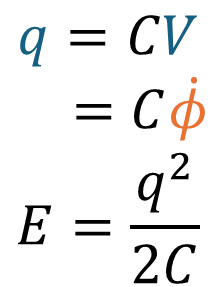 q = CV
= Cϕ̇
E = q²/2C